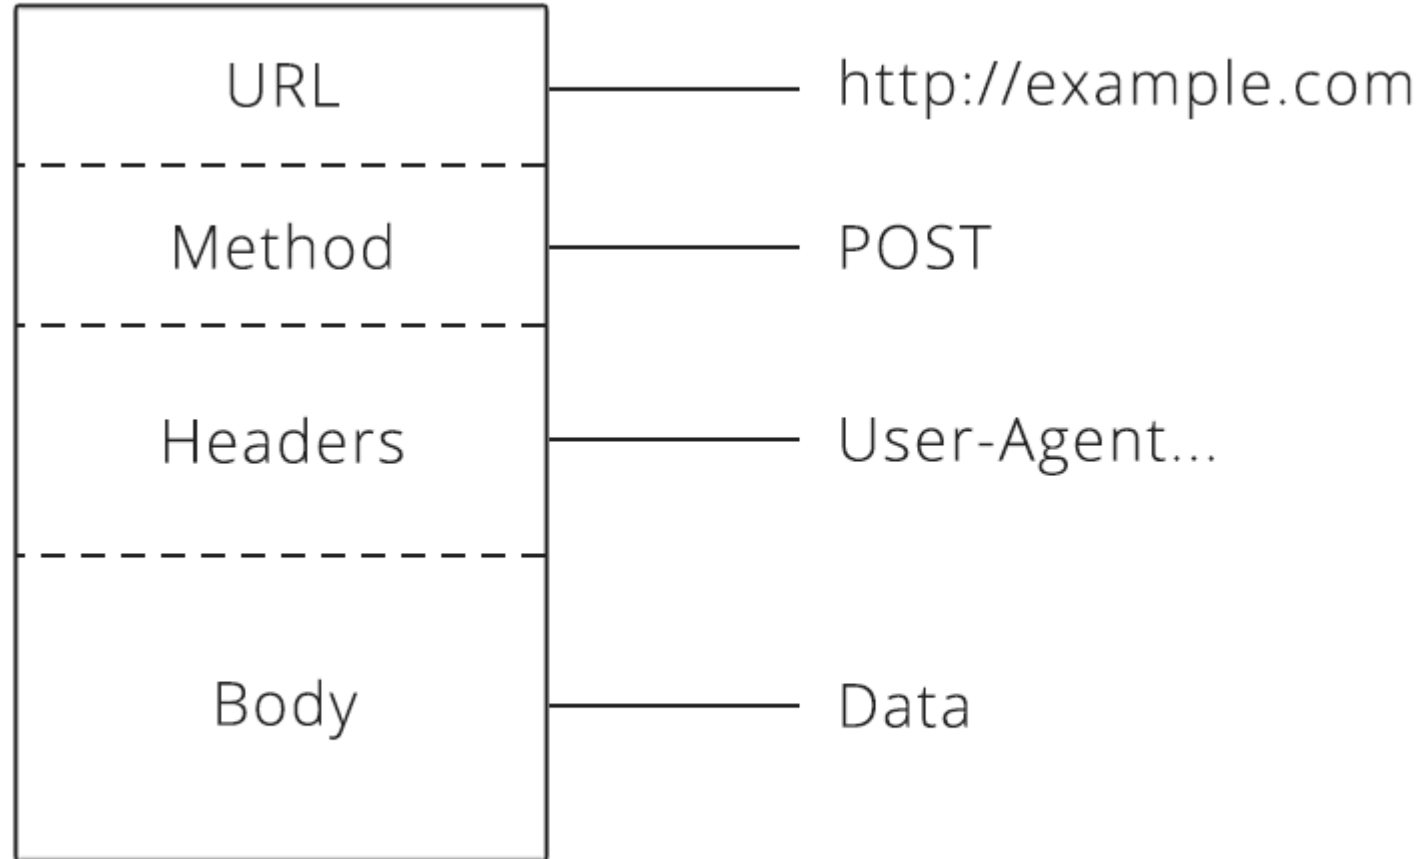 URL
http://example.com
Method
POST
Headers
User-Agent...
Body
Data